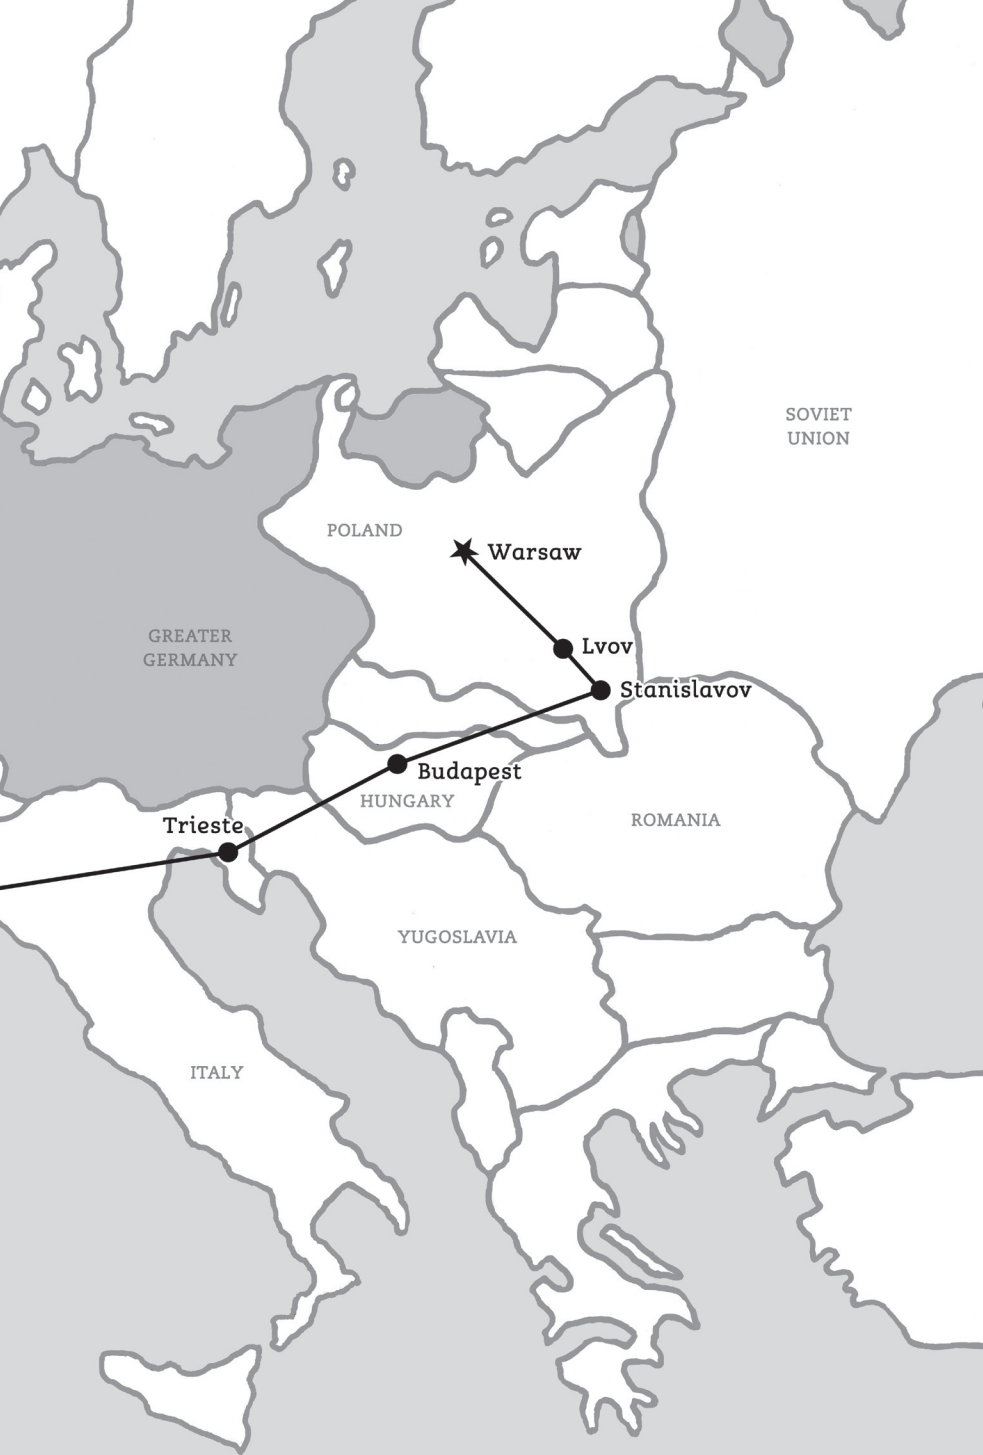 SOVIET
UNION
POLAND
Warsaw
GREATER
GERMANY
Lvov
Stanislavov
Budapest
HUNGARY
Trieste
ROMANIA
YUGOSLAVIA
ITALY